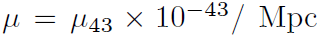 μ = μ₄₃ × 10⁻⁴³/ Mpc